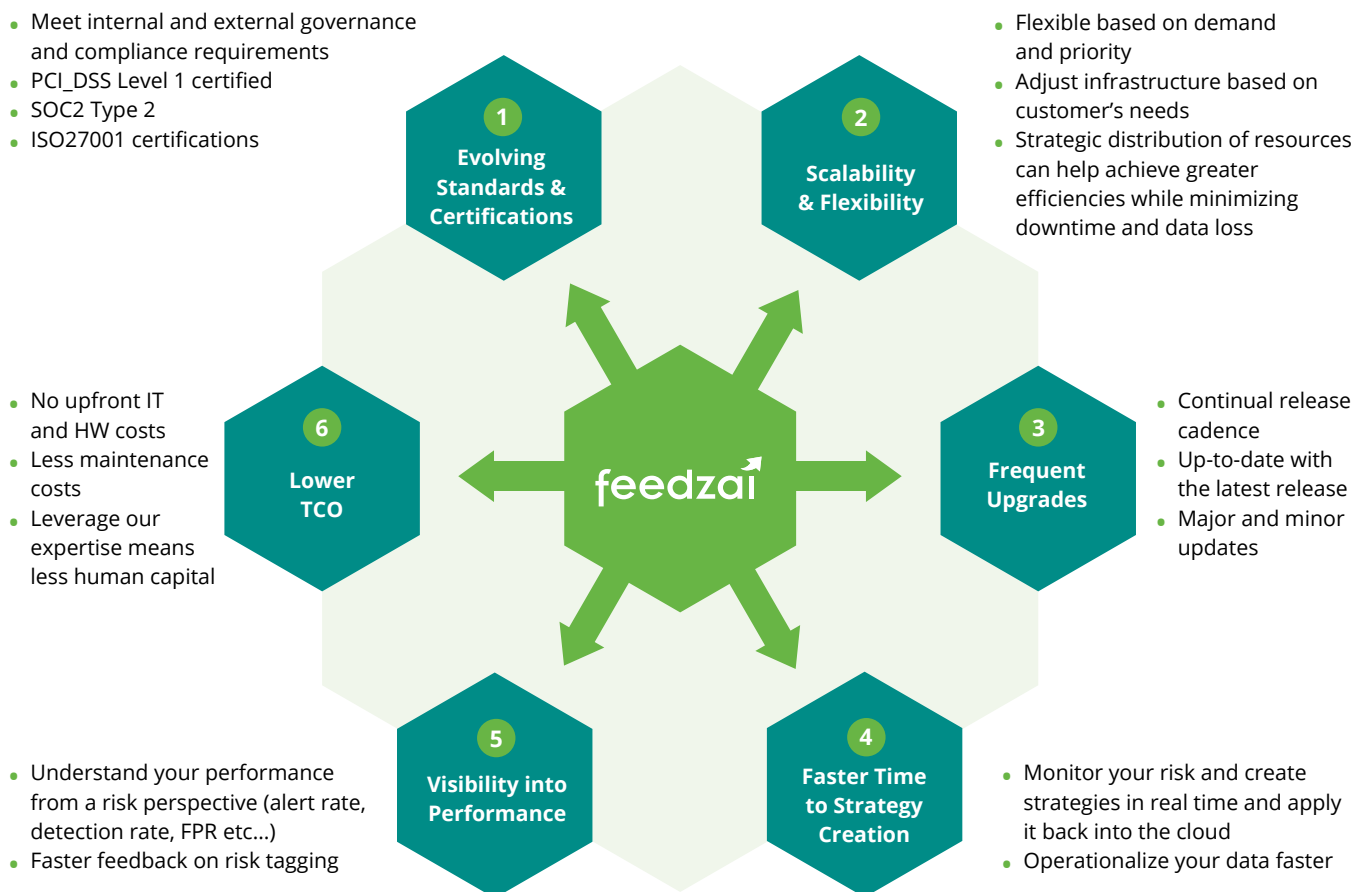 • Meet internal and external governance
and compliance requirements
• PCI_DSS Level 1 certified
• SOC2 Type 2
• ISO27001 certifications
1
Evolving
Standards &
Certifications
2
Scalability
& Flexibility
• Flexible based on demand
and priority
• Adjust infrastructure based on
customer’s needs
• Strategic distribution of resources
can help achieve greater
efficiencies while minimizing
downtime and data loss
• No upfront IT
and HW costs
• Less maintenance
costs
• Leverage our
expertise means
less human capital
6
Lower
TCO
feedzai
3
Frequent
Upgrades
• Continual release
cadence
• Up-to-date with
the latest release
• Major and minor
updates
• Understand your performance
from a risk perspective (alert rate,
detection rate, FPR etc...)
• Faster feedback on risk tagging
5
Visibility into
Performance
4
Faster Time
to Strategy
Creation
• Monitor your risk and create
strategies in real time and apply
it back into the cloud
• Operationalize your data faster